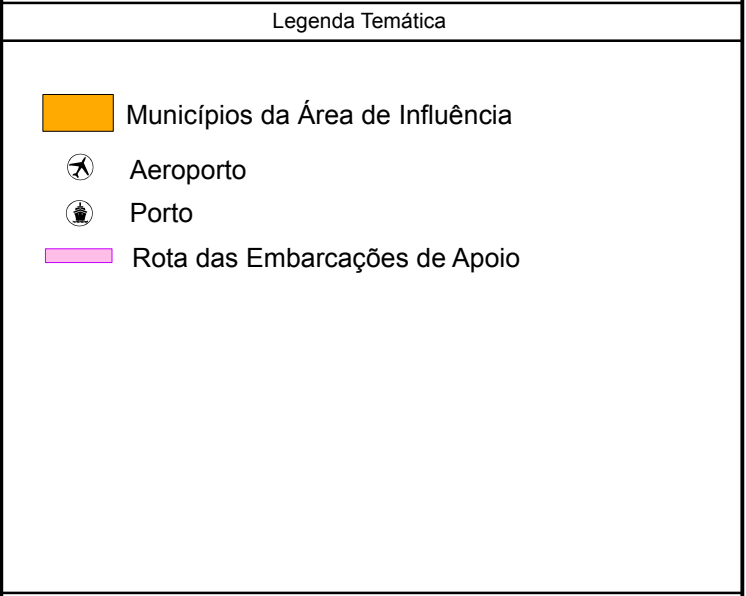 Legenda Temática
Municípios da Área de Influência
Aeroporto
Porto
Rota das Embarcações de Apoio